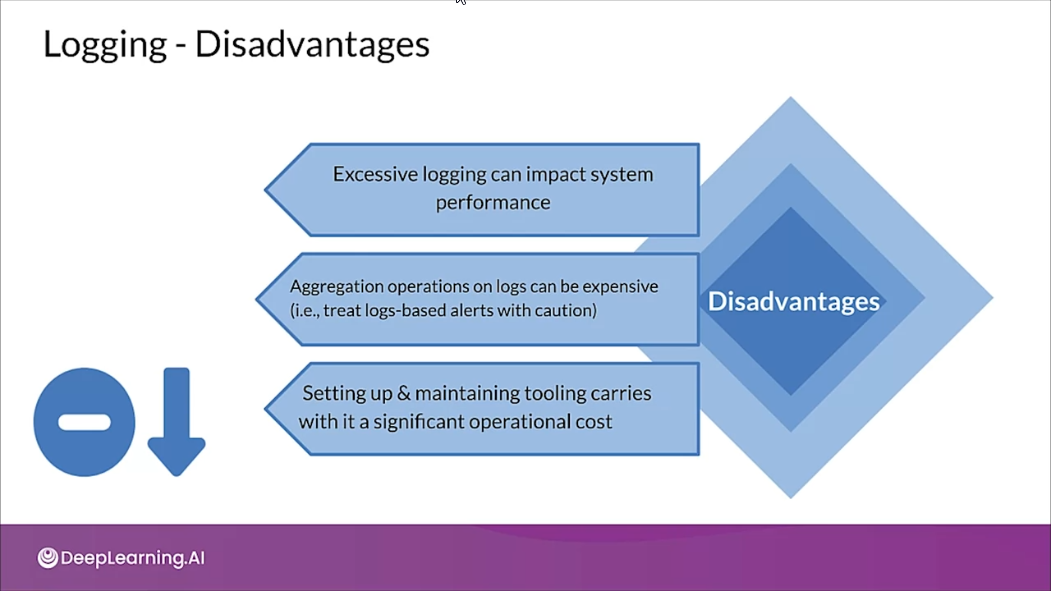 Logging - Disadvantages
Excessive logging can impact system
performance
Aggregation operations on logs can be expensive
(i.e., treat logs-based alerts with caution)
Disadvantages
Setting up & maintaining tooling carries
with it a significant operational cost
DeepLearning.AI